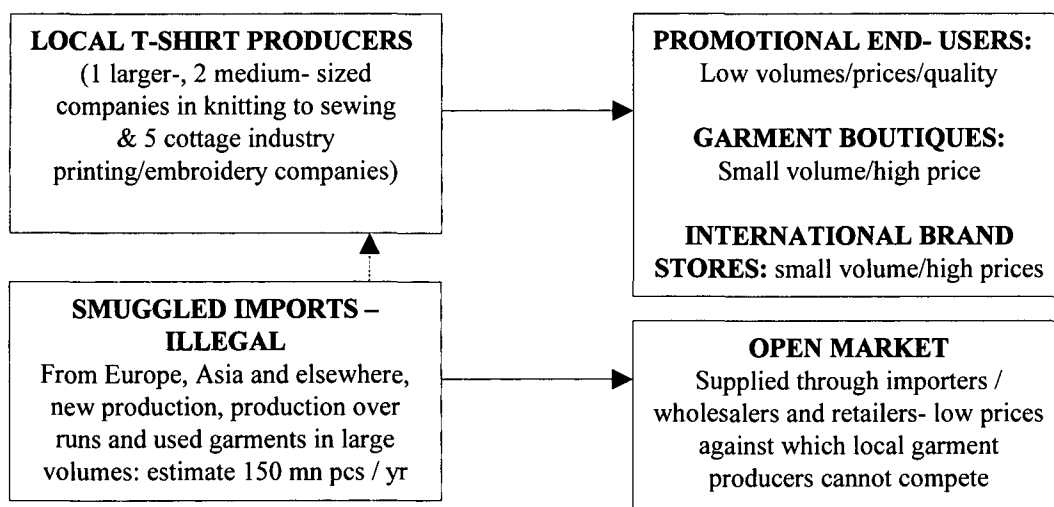 LOCAL T-SHIRT PRODUCERS
(1 larger-, 2 medium- sized
companies in knitting to sewing
& 5 cottage industry
printing/embroidery companies)
PROMOTIONAL END- USERS:
Low volumes/prices/quality
GARMENT BOUTIQUES:
Small volume/high price
INTERNATIONAL BRAND
STORES: small volume/high prices
SMUGGLED IMPORTS –
ILLEGAL
From Europe, Asia and elsewhere,
new production, production over
runs and used garments in large
volumes: estimate 150 mn pcs / yr
OPEN MARKET
Supplied through importers /
wholesalers and retailers- low prices
against which local garment
producers cannot compete